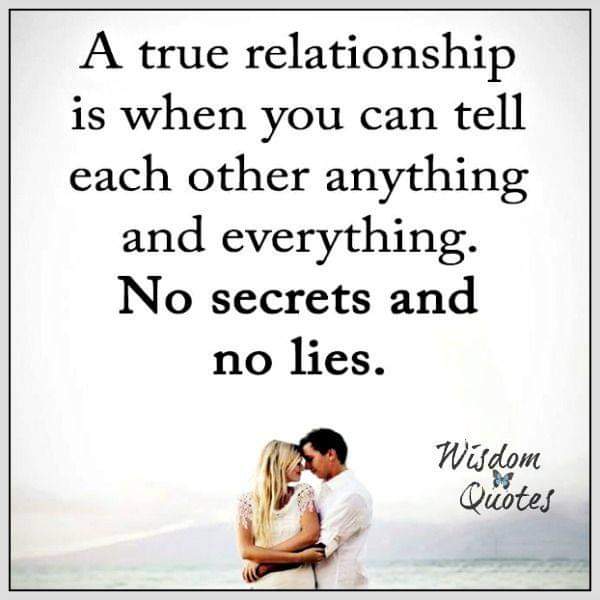 A true relationship
is when you can tell
each other anything
and everything.
No secrets and
no lies.
Wisdom
Quotes